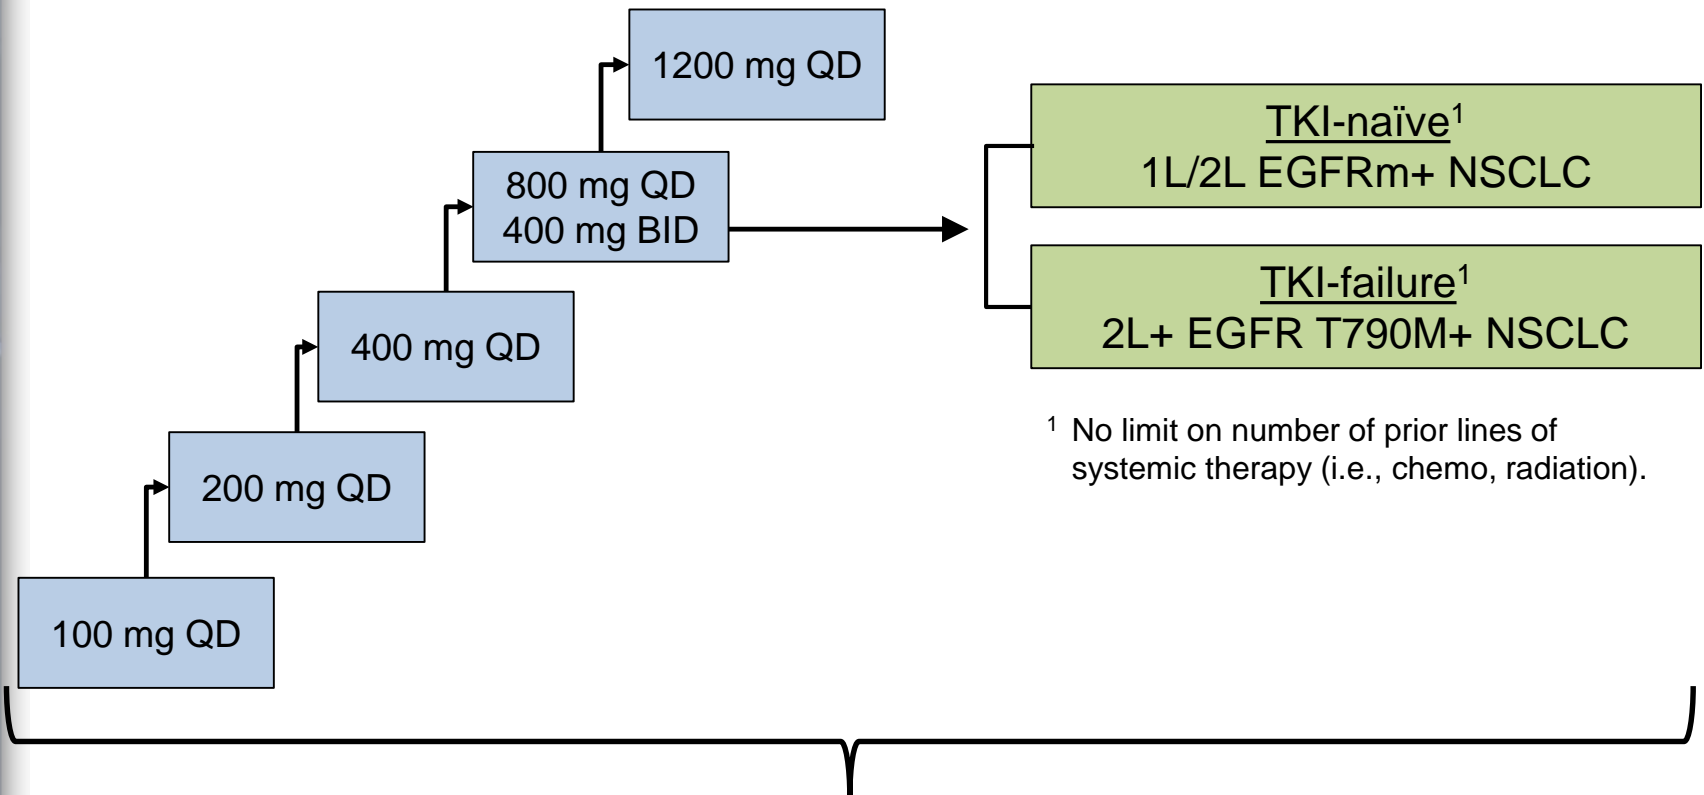 1200 mg QD
800 mg QD
400 mg BID
400 mg QD
200 mg QD
100 mg QD
TKI-naïve¹
1L/2L EGFRm+ NSCLC
TKI-failure¹
2L+ EGFR T790M+ NSCLC
¹ No limit on number of prior lines of
systemic therapy (i.e., chemo, radiation).